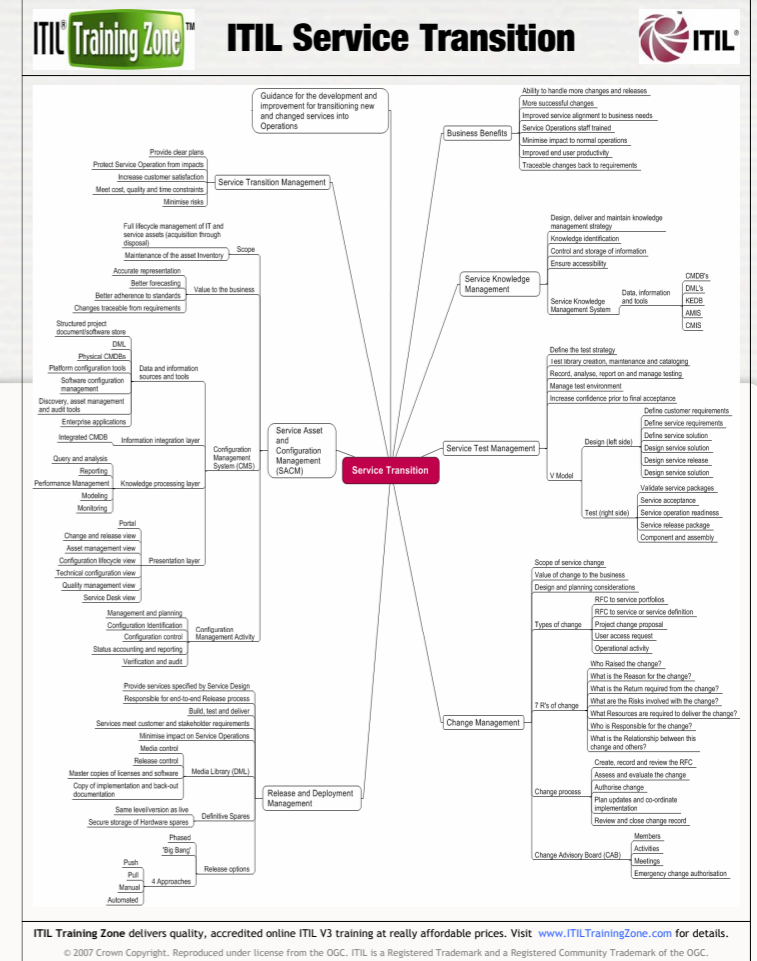 ITIL® Training Zone™
ITIL Service Transition
ITIL®
Guidance for the development and
improvement for transitioning new
and changed services into
Operations
Provide clear plans
Protect Service Operation from impacts
Increase customer satisfaction
Meet cost, quality and time constraints
Minimise risks
Service Transition Management
Full lifecycle management of IT and
service assets (acquisition through
disposal)
Maintenance of the asset Inventory
Scope
Accurate representation
Better forecasting
Better adherence to standards
Changes traceable from requirements
Value to the business
Structured project
document/software store
DML
Physical CMDBs
Platform configuration tools
Software configuration
management
Discovery, asset management
and audit tools
Enterprise applications
Data and information
sources and tools
Integrated CMDB
Information integration layer
Query and analysis
Reporting
Performance Management
Modeling
Monitoring
Knowledge processing layer
Portal
Change and release view
Asset management view
Configuration lifecycle view
Technical configuration view
Quality management view
Service Desk view
Presentation layer
Configuration
Management
System (CMS)
Management and planning
Configuration Identification
Configuration control
Status accounting and reporting
Verification and audit
Configuration
Management Activity
Service Asset
and
Configuration
Management
(SACM)
Provide services specified by Service Design
Responsible for end-to-end Release process
Build, test and deliver
Services meet customer and stakeholder requirements
Minimise impact on Service Operations
Media control
Release control
Master copies of licenses and software
Copy of implementation and back-out
documentation
Media Library (DML)
Same level/version as live
Secure storage of Hardware spares
Definitive Spares
Phased
'Big Bang'
Push
Pull
Manual
Automated
4 Approaches
Release options
Release and Deployment
Management
Service Transition
Business Benefits
Ability to handle more changes and releases
More successful changes
Improved service alignment to business needs
Service Operations staff trained
Minimise impact to normal operations
Improved end user productivity
Traceable changes back to requirements
Service Knowledge
Management
Design, deliver and maintain knowledge
management strategy
Knowledge identification
Control and storage of information
Ensure accessibility
Service Knowledge
Management System
Data, information
and tools
CMDB's
DML's
KEDB
AMIS
CMIS
Service Test Management
Define the test strategy
Test library creation, maintenance and cataloging
Record, analyse, report on and manage testing
Manage test environment
Increase confidence prior to final acceptance
V Model
Design (left side)
Define customer requirements
Define service requirements
Define service solution
Design service solution
Design service release
Design service solution
Test (right side)
Validate service packages
Service acceptance
Service operation readiness
Service release package
Component and assembly
Change Management
Scope of service change
Value of change to the business
Design and planning considerations
Types of change
RFC to service portfolios
RFC to service or service definition
Project change proposal
User access request
Operational activity
7 R's of change
Who Raised the change?
What is the Reason for the change?
What is the Return required from the change?
What are the Risks involved with the change?
What Resources are required to deliver the change?
Who is Responsible for the change?
What is the Relationship between this
change and others?
Change process
Create, record and review the RFC
Assess and evaluate the change
Authorise change
Plan updates and co-ordinate
implementation
Review and close change record
Change Advisory Board (CAB)
Members
Activities
Meetings
Emergency change authorisation
ITIL Training Zone delivers quality, accredited online ITIL V3 training at really affordable prices. Visit www.ITILTrainingZone.com for details.
© 2007 Crown Copyright. Reproduced under license from the OGC. ITIL is a Registered Trademark and a Registered Community Trademark of the OGC.